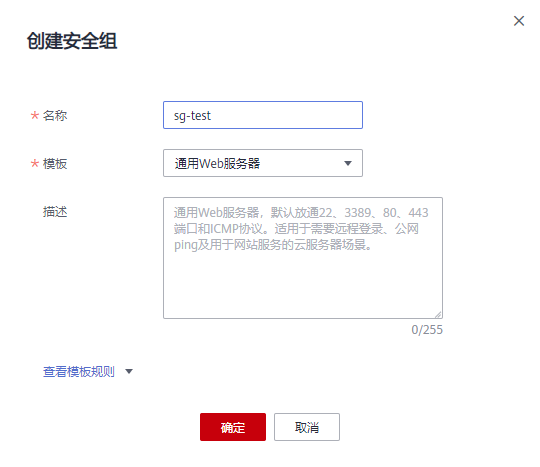 创建安全组
* 名称
sg-test
* 模板
通用Web服务器
描述
通用Web服务器，默认放通22、3389、80、443
端口和ICMP协议。适用于需要远程登录、公网
ping及用于网站服务的云服务器场景。
0/255
查看模板规则
确定 取消